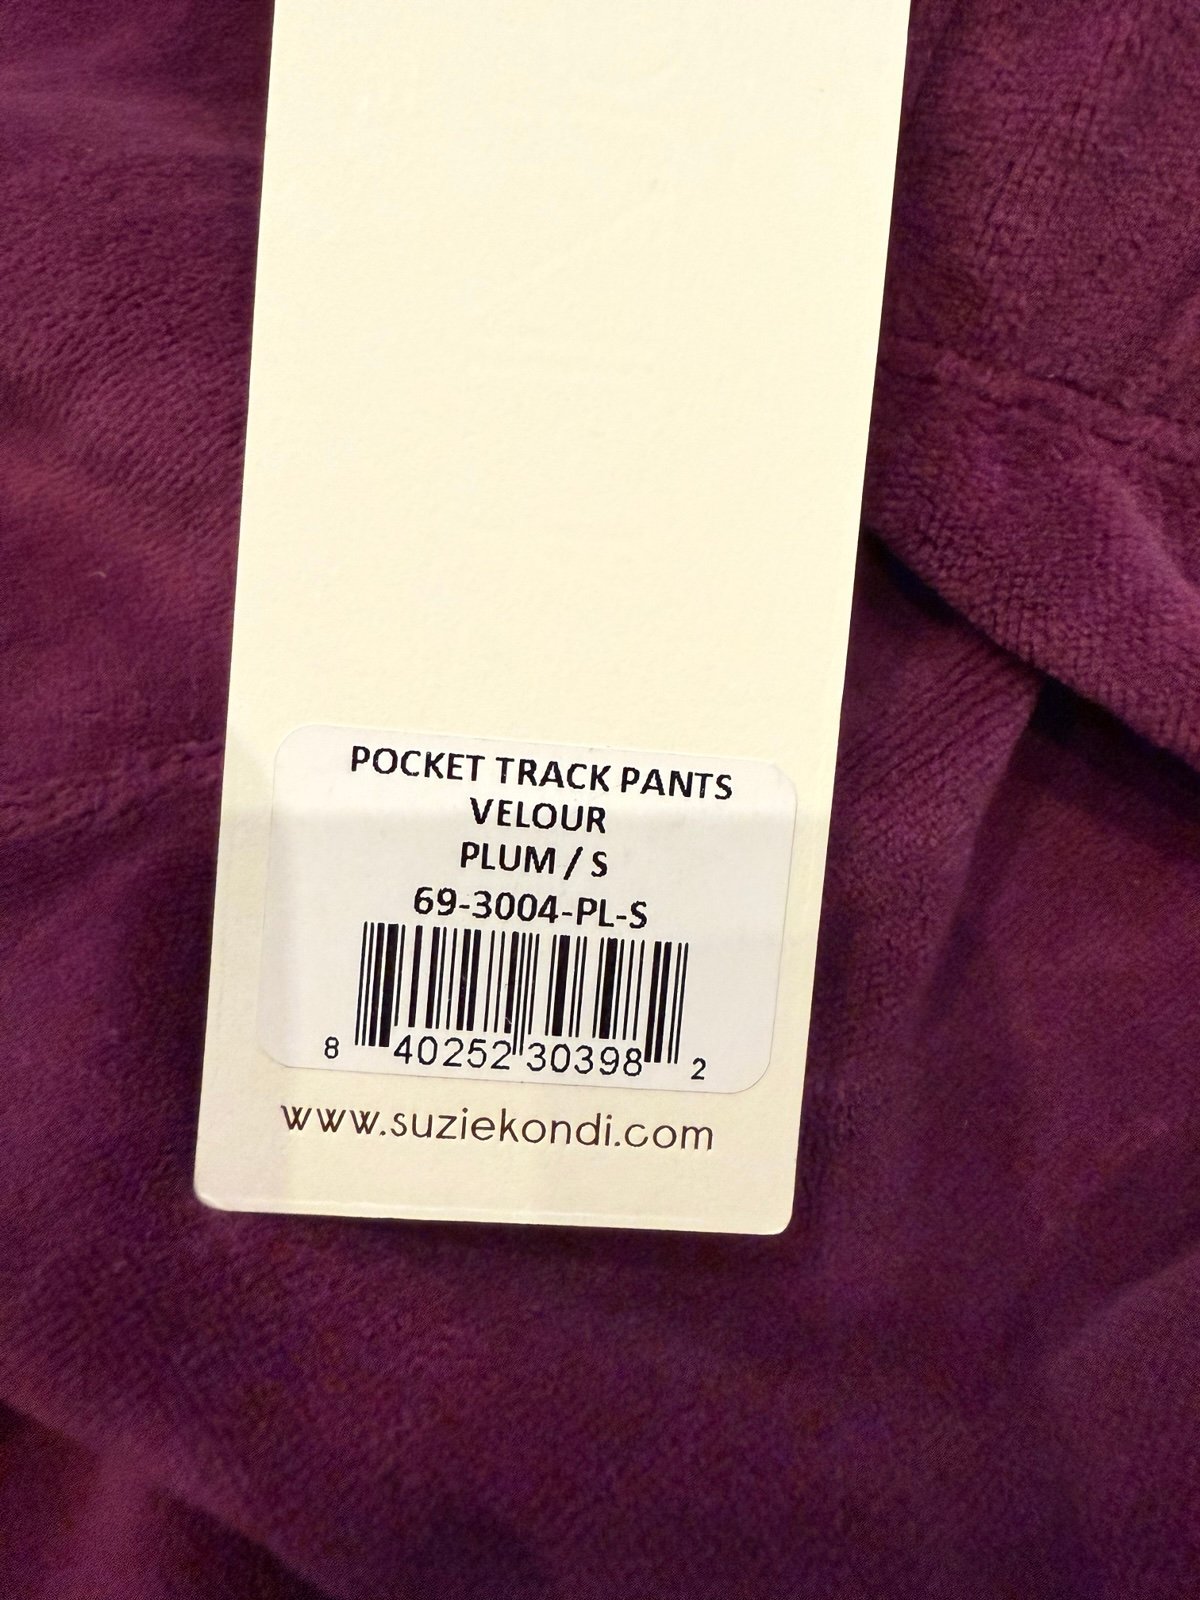 POCKET TRACK PANTS
VELOUR
PLUM / S
69-3004-PL-S
8 40252 30398 2
www.suziekondi.com